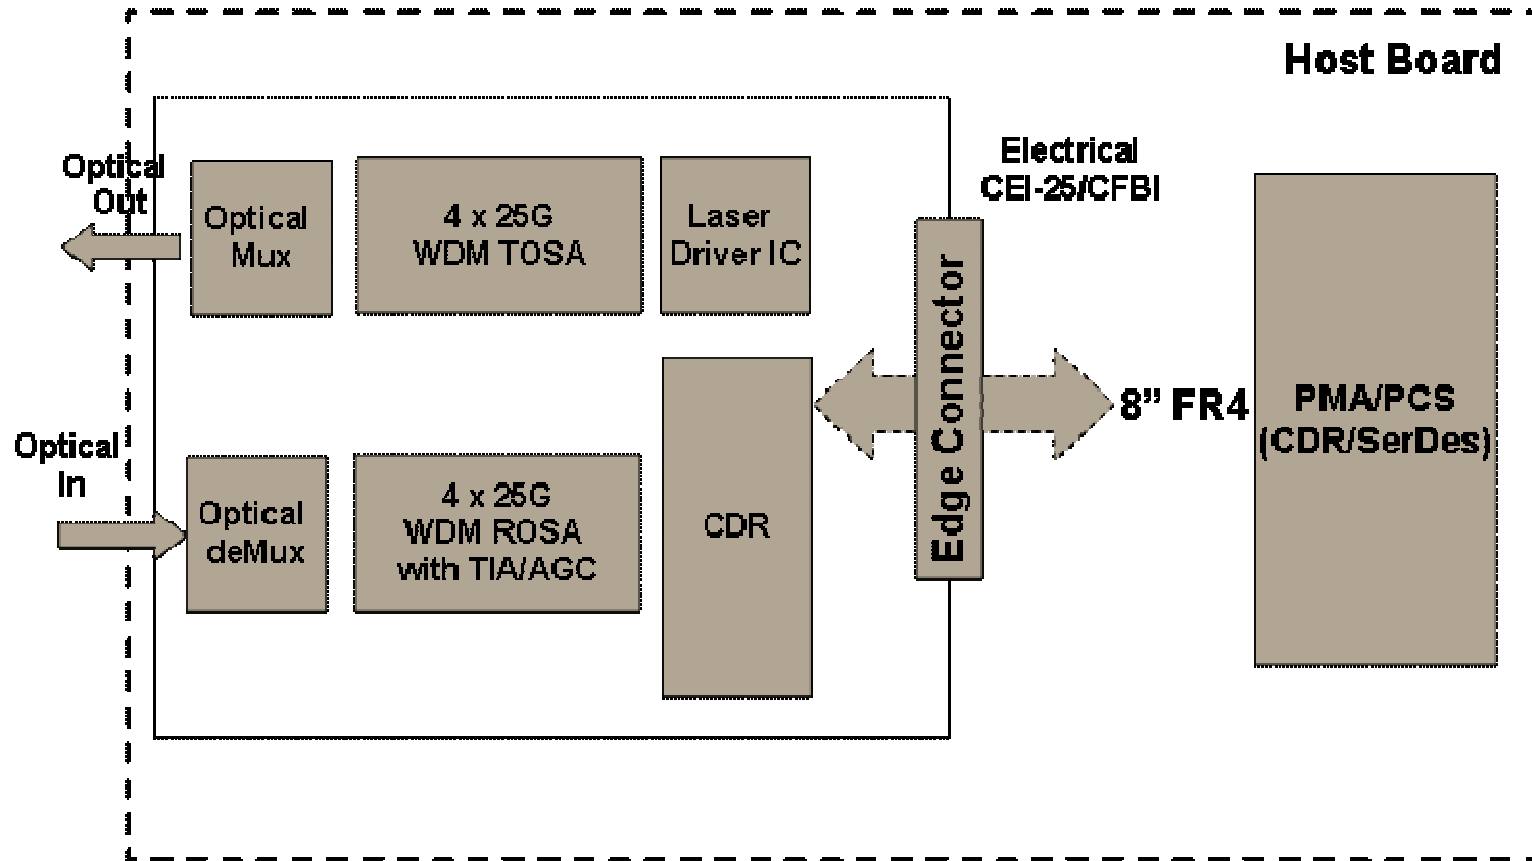 Host Board
Optical
Out
Optical
Mux
4 x 25G
WDM TOSA
Laser
Driver IC
Electrical
CEI-25/CFBI
Edge Connector
8” FR4
PMA/PCS
(CDR/SerDes)
Optical
In
Optical
deMux
4 x 25G
WDM ROSA
with TIA/AGC
CDR